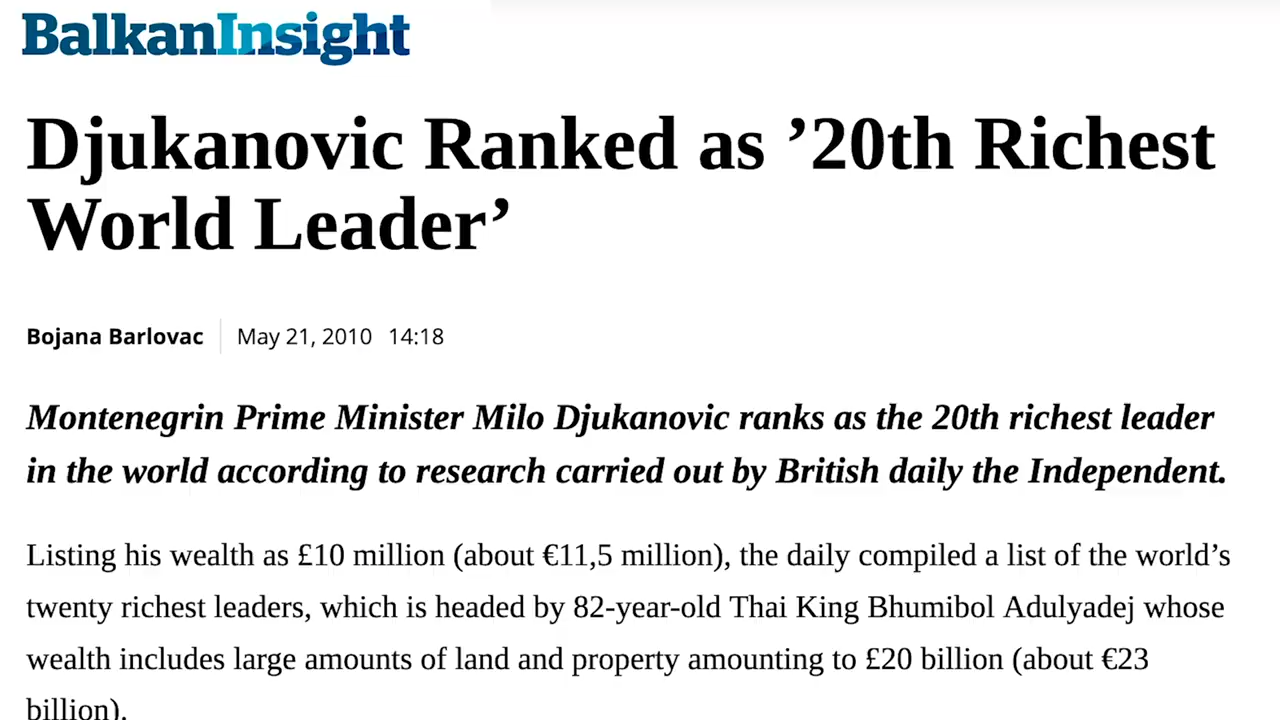 BalkanInsight
Djukanovic Ranked as ’20th Richest
World Leader’
Bojana Barlovac May 21, 2010 14:18
Montenegrin Prime Minister Milo Djukanovic ranks as the 20th richest leader
in the world according to research carried out by British daily the Independent.
Listing his wealth as £10 million (about €11,5 million), the daily compiled a list of the world’s
twenty richest leaders, which is headed by 82-year-old Thai King Bhumibol Adulyadej whose
wealth includes large amounts of land and property amounting to £20 billion (about €23
billion).